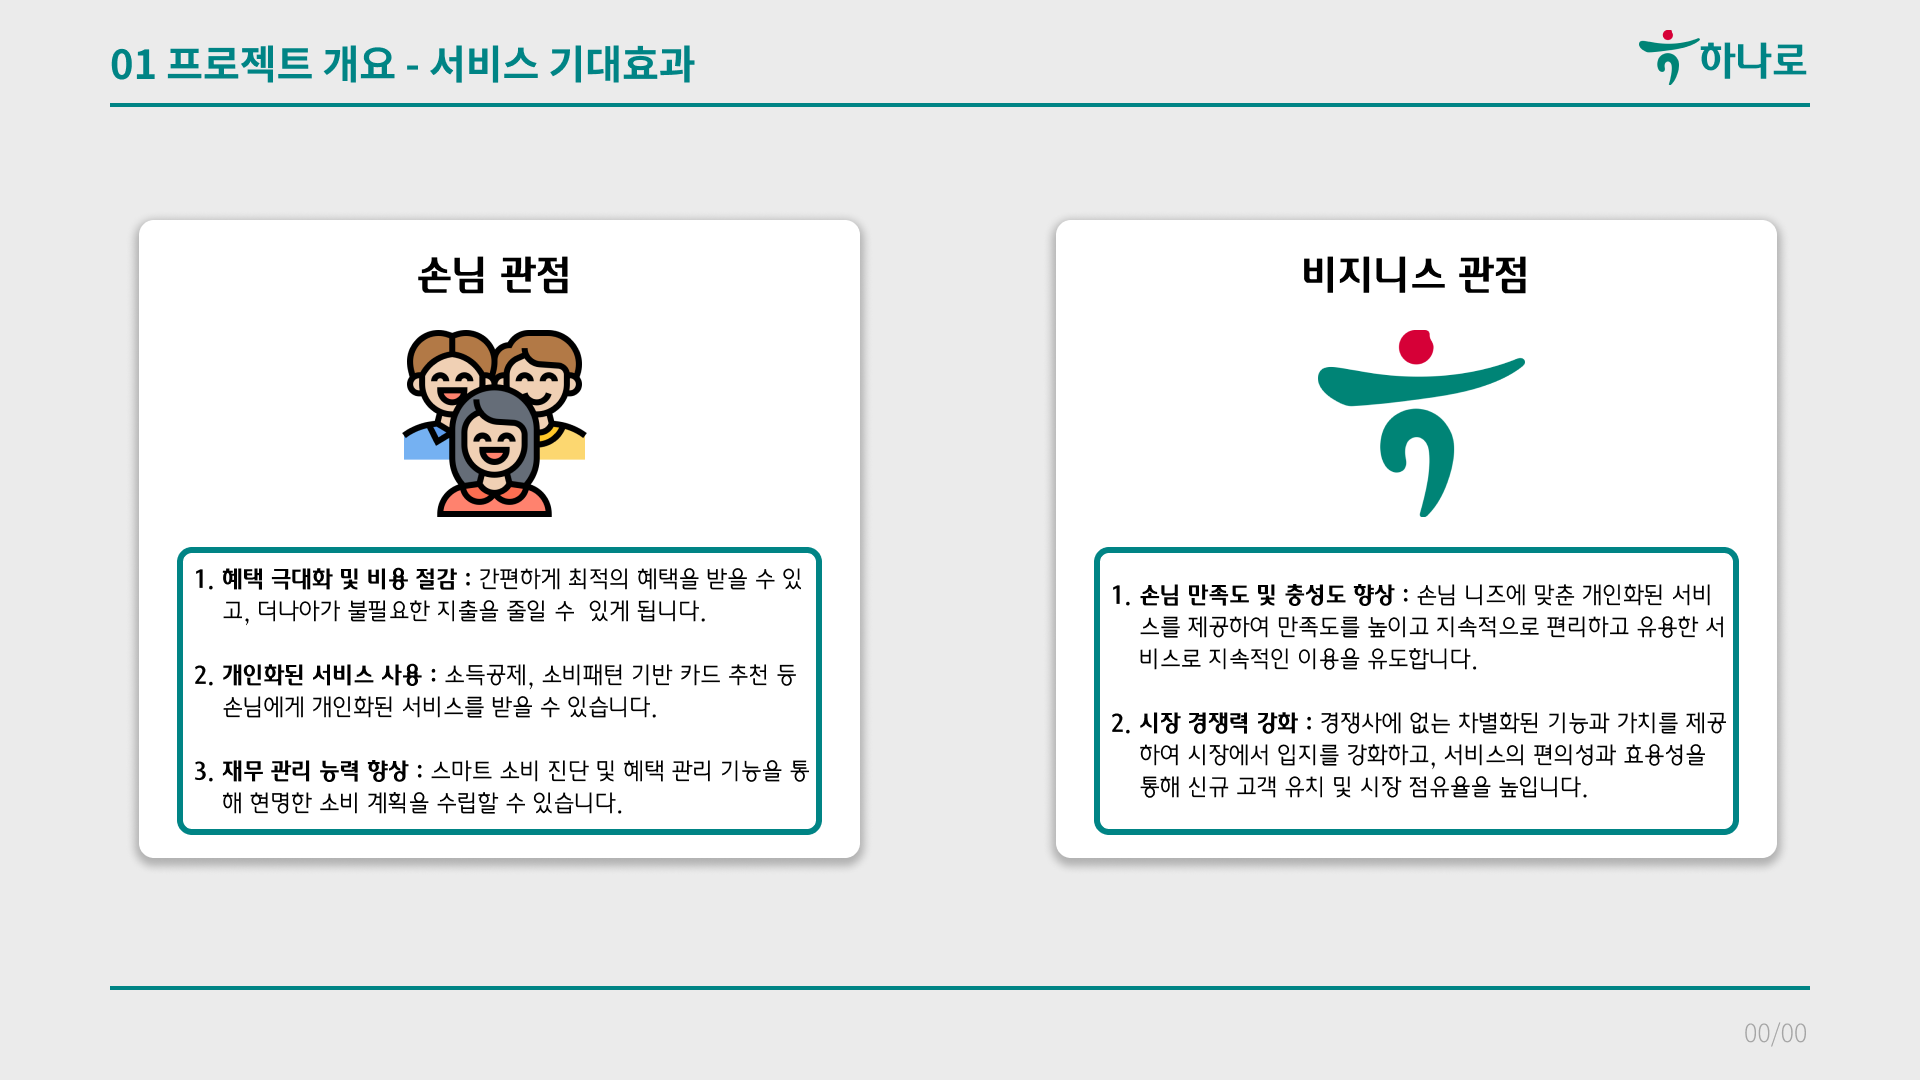 01 프로젝트 개요 - 서비스 기대효과
하나로
손님 관점
1. 혜택 극대화 및 비용 절감 : 간편하게 최적의 혜택을 받을 수 있
고, 더나아가 불필요한 지출을 줄일 수 있게 됩니다.
2. 개인화된 서비스 사용 : 소득공제, 소비패턴 기반 카드 추천 등
손님에게 개인화된 서비스를 받을 수 있습니다.
3. 재무 관리 능력 향상 : 스마트 소비 진단 및 혜택 관리 기능을 통
해 현명한 소비 계획을 수립할 수 있습니다.
비지니스 관점
1. 손님 만족도 및 충성도 향상 : 손님 니즈에 맞춘 개인화된 서비
스를 제공하여 만족도를 높이고 지속적으로 편리하고 유용한 서
비스로 지속적인 이용을 유도합니다.
2. 시장 경쟁력 강화 : 경쟁사에 없는 차별화된 기능과 가치를 제공
하여 시장에서 입지를 강화하고, 서비스의 편의성과 효용성을
통해 신규 고객 유치 및 시장 점유율을 높입니다.
00/00